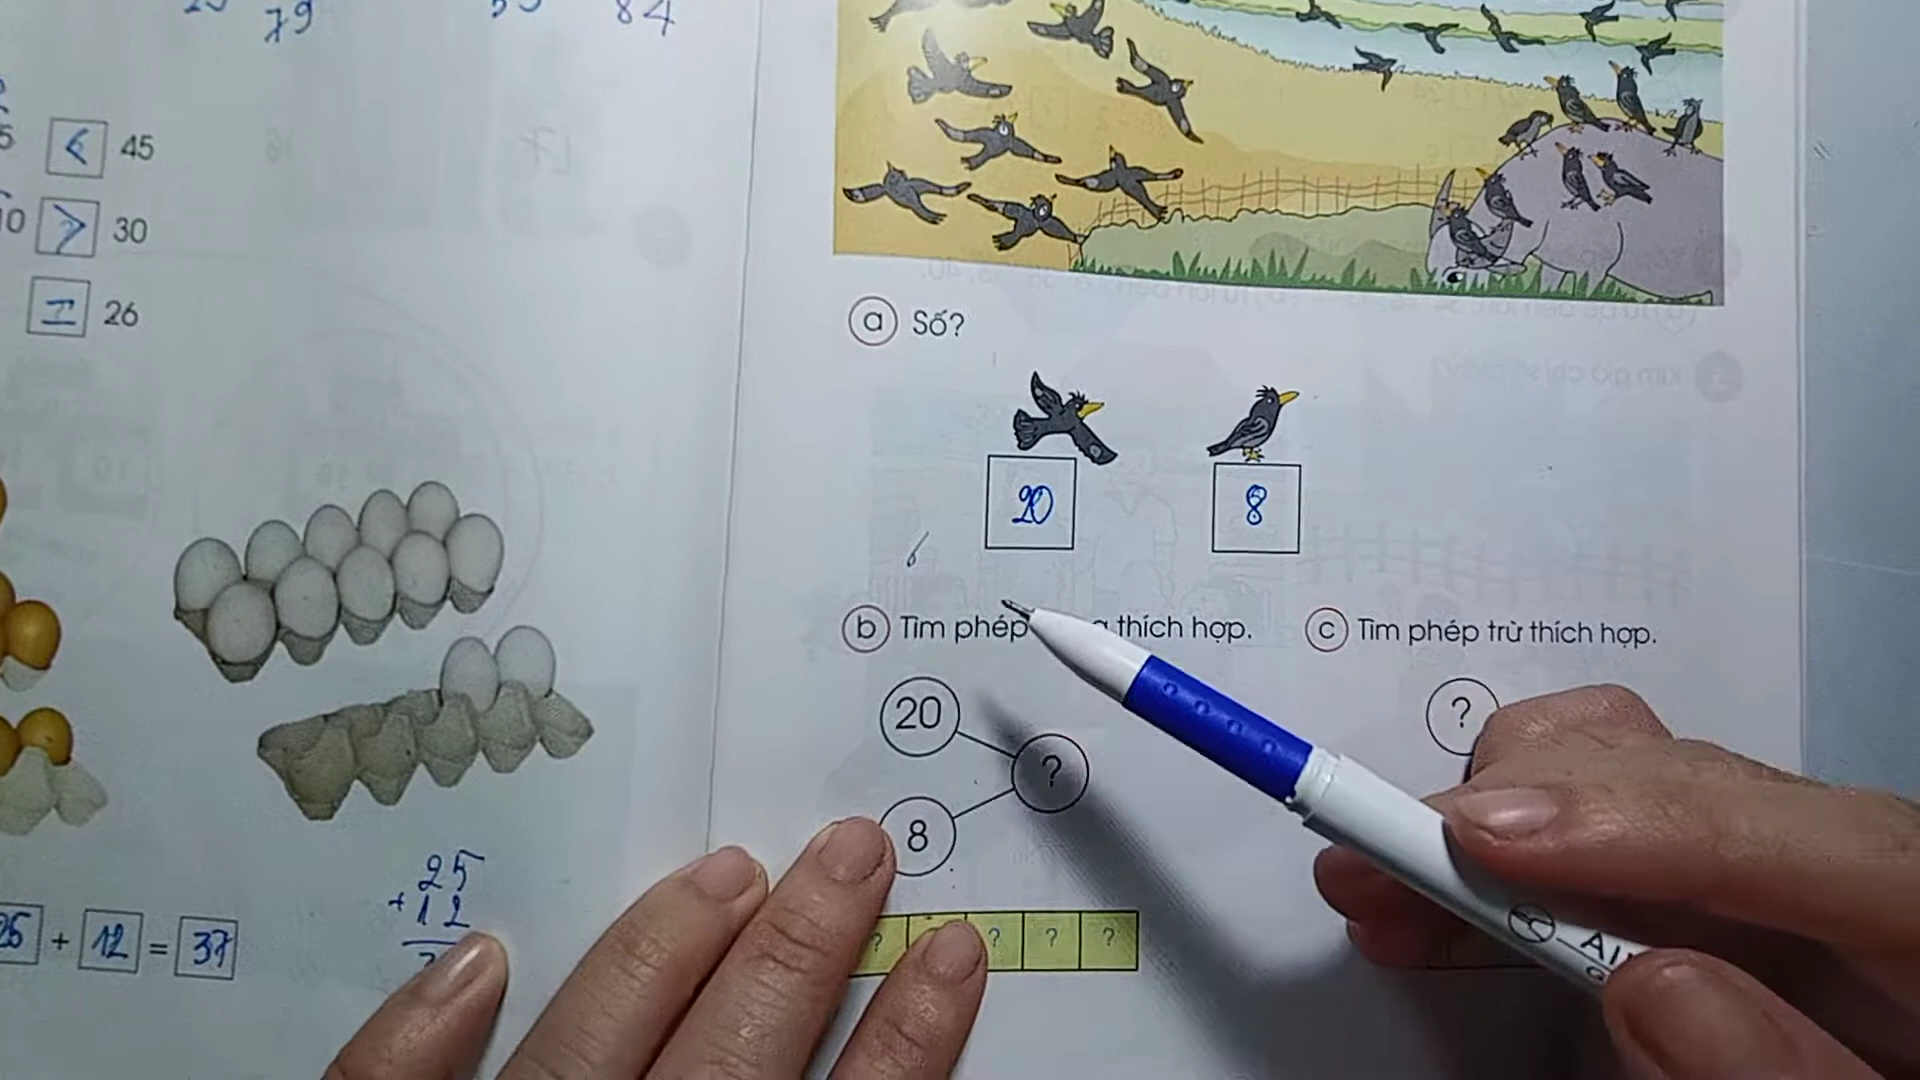 79
84
< 45
> 30
= 26
25
+ 12
+ 12 = 37
a Số?
20 8
b Tìm phép thích hợp.
20
?
8
? ? ? ?
c Tìm phép trừ thích hợp.
?